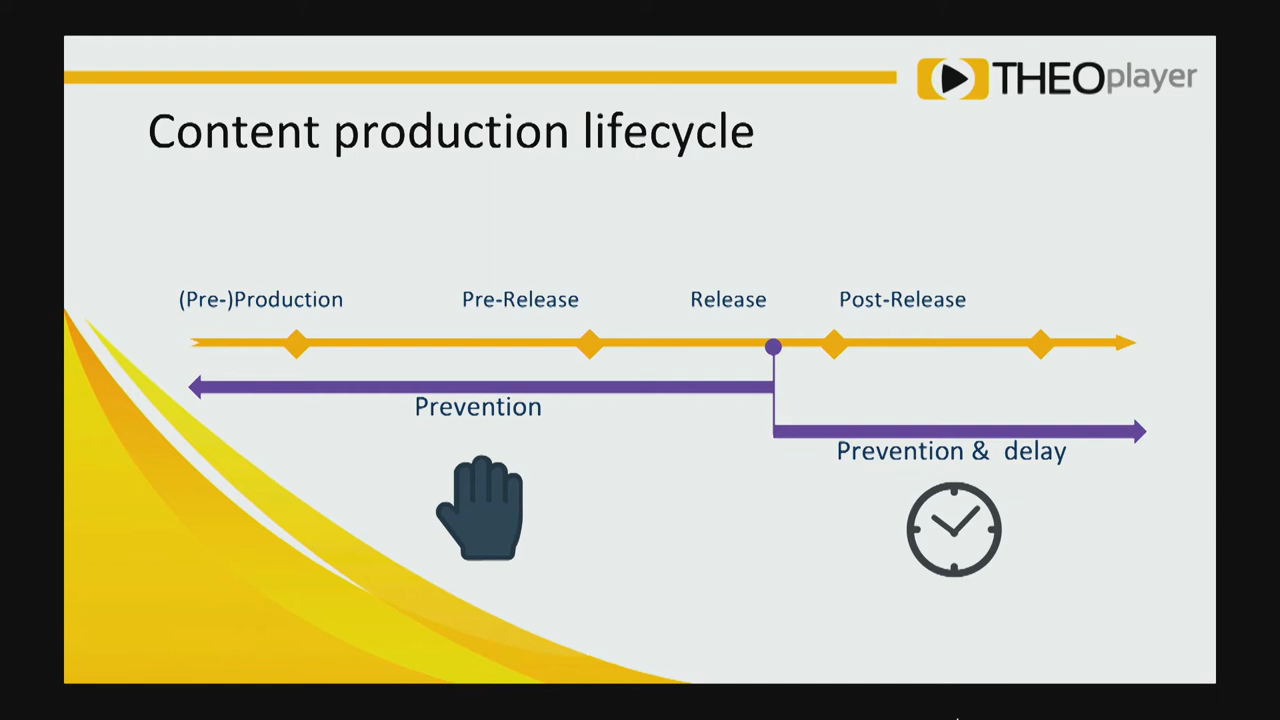 THEOplayer
Content production lifecycle
(Pre-)Production Pre-Release Release Post-Release
Prevention
Prevention & delay